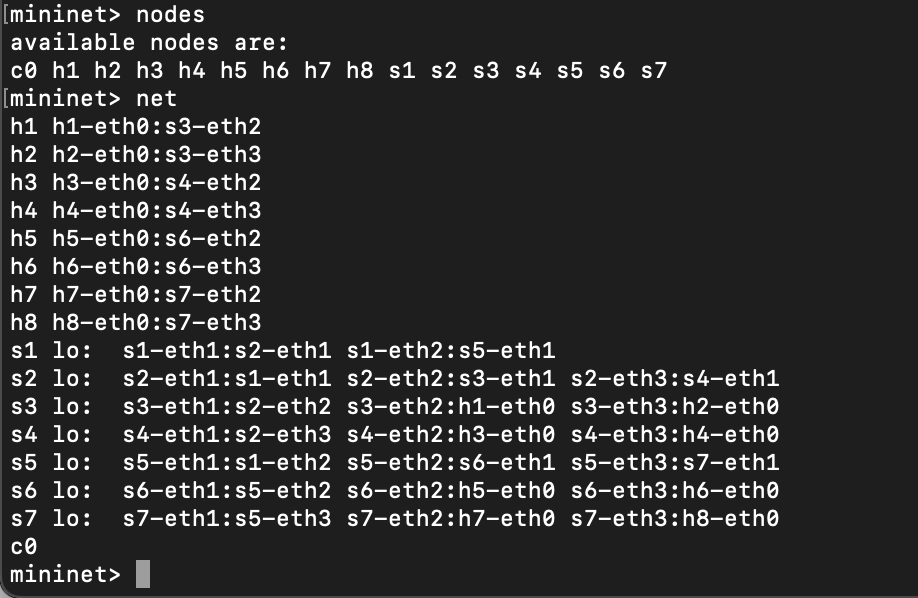 [mininet> nodes
available nodes are:
c0 h1 h2 h3 h4 h5 h6 h7 h8 s1 s2 s3 s4 s5 s6 s7
[mininet> net
h1 h1-eth0:s3-eth2
h2 h2-eth0:s3-eth3
h3 h3-eth0:s4-eth2
h4 h4-eth0:s4-eth3
h5 h5-eth0:s6-eth2
h6 h6-eth0:s6-eth3
h7 h7-eth0:s7-eth2
h8 h8-eth0:s7-eth3
s1 lo:  s1-eth1:s2-eth1 s1-eth2:s5-eth1
s2 lo:  s2-eth1:s1-eth1 s2-eth2:s3-eth1 s2-eth3:s4-eth1
s3 lo:  s3-eth1:s2-eth2 s3-eth2:h1-eth0 s3-eth3:h2-eth0
s4 lo:  s4-eth1:s2-eth3 s4-eth2:h3-eth0 s4-eth3:h4-eth0
s5 lo:  s5-eth1:s1-eth2 s5-eth2:s6-eth1 s5-eth3:s7-eth1
s6 lo:  s6-eth1:s5-eth2 s6-eth2:h5-eth0 s6-eth3:h6-eth0
s7 lo:  s7-eth1:s5-eth3 s7-eth2:h7-eth0 s7-eth3:h8-eth0
c0
mininet>